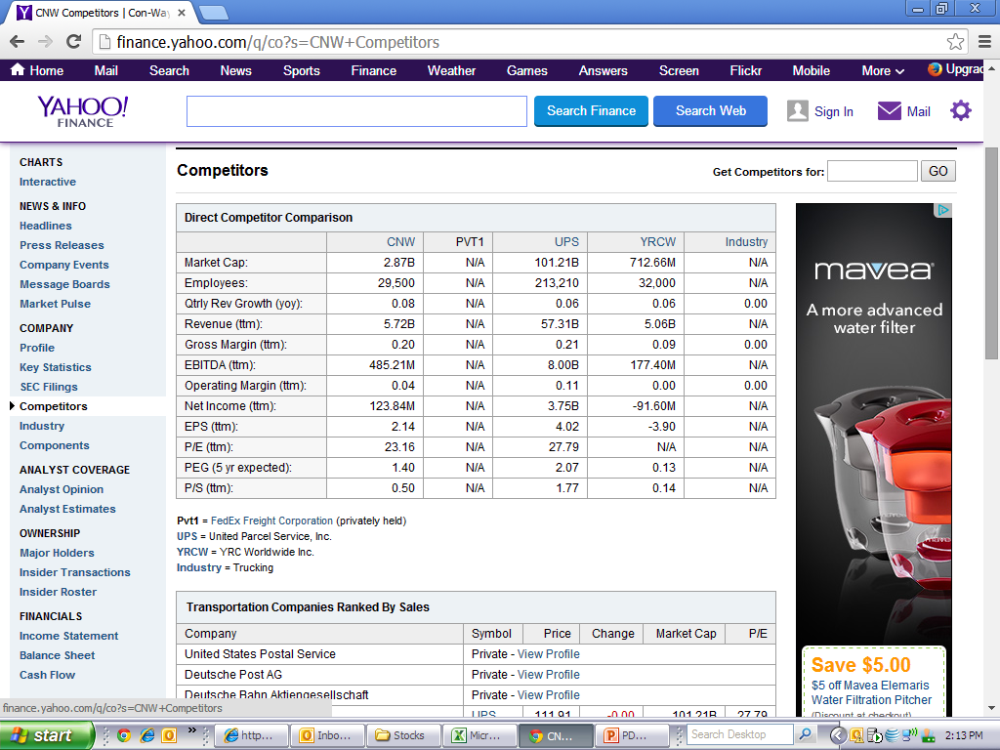 CNW Competitors | Con-Way
finance.yahoo.com/q/co?s=CNW+Competitors
Home Mail Search News Sports Finance Weather Games Answers Screen Flickr Mobile More Upgrad
YAHOO!
FINANCE
Search Finance Search Web Sign In Mail
CHARTS
Interactive
NEWS & INFO
Headlines
Press Releases
Company Events
Message Boards
Market Pulse
COMPANY
Profile
Key Statistics
SEC Filings
Competitors
Industry
Components
ANALYST COVERAGE
Analyst Opinion
Analyst Estimates
OWNERSHIP
Major Holders
Insider Transactions
Insider Roster
FINANCIALS
Income Statement
Balance Sheet
Cash Flow
Competitors Get Competitors for: GO
Direct Competitor Comparison
CNW PVT1 UPS YRCW Industry
Market Cap: 2.87B N/A 101.21B 712.66M N/A
Employees: 29,500 N/A 213,210 32,000 N/A
Qtrly Rev Growth (yoy): 0.08 N/A 0.06 0.06 0.00
Revenue (ttm): 5.72B N/A 57.31B 5.06B N/A
Gross Margin (ttm): 0.20 N/A 0.21 0.09 0.00
EBITDA (ttm): 485.21M N/A 8.00B 177.40M N/A
Operating Margin (ttm): 0.04 N/A 0.11 0.00 0.00
Net Income (ttm): 123.84M N/A 3.75B -91.60M N/A
EPS (ttm): 2.14 N/A 4.02 -3.90 N/A
P/E (ttm): 23.16 N/A 27.79 N/A N/A
PEG (5 yr expected): 1.40 N/A 2.07 0.13 N/A
P/S (ttm): 0.50 N/A 1.77 0.14 N/A
Pvt1 = FedEx Freight Corporation (privately held)
UPS = United Parcel Service, Inc.
YRCW = YRC Worldwide Inc.
Industry = Trucking
Transportation Companies Ranked By Sales
Company Symbol Price Change Market Cap P/E
United States Postal Service Private - View Profile
Deutsche Post AG Private - View Profile
Deutsche Bahn Aktiengesellschaft Private - View Profile
UPS 111.91 -0.00 101.21B 27.79
mavea
A more advanced
water filter
Save $5.00
$5 off Mavea Elemaris
Water Filtration Pitcher
(Discount at checkout)
finance.yahoo.com/q/co?s=CNW+Competitors
start http... Inbo... Stocks Micr... CN... PD... Search Desktop 2:13 PM